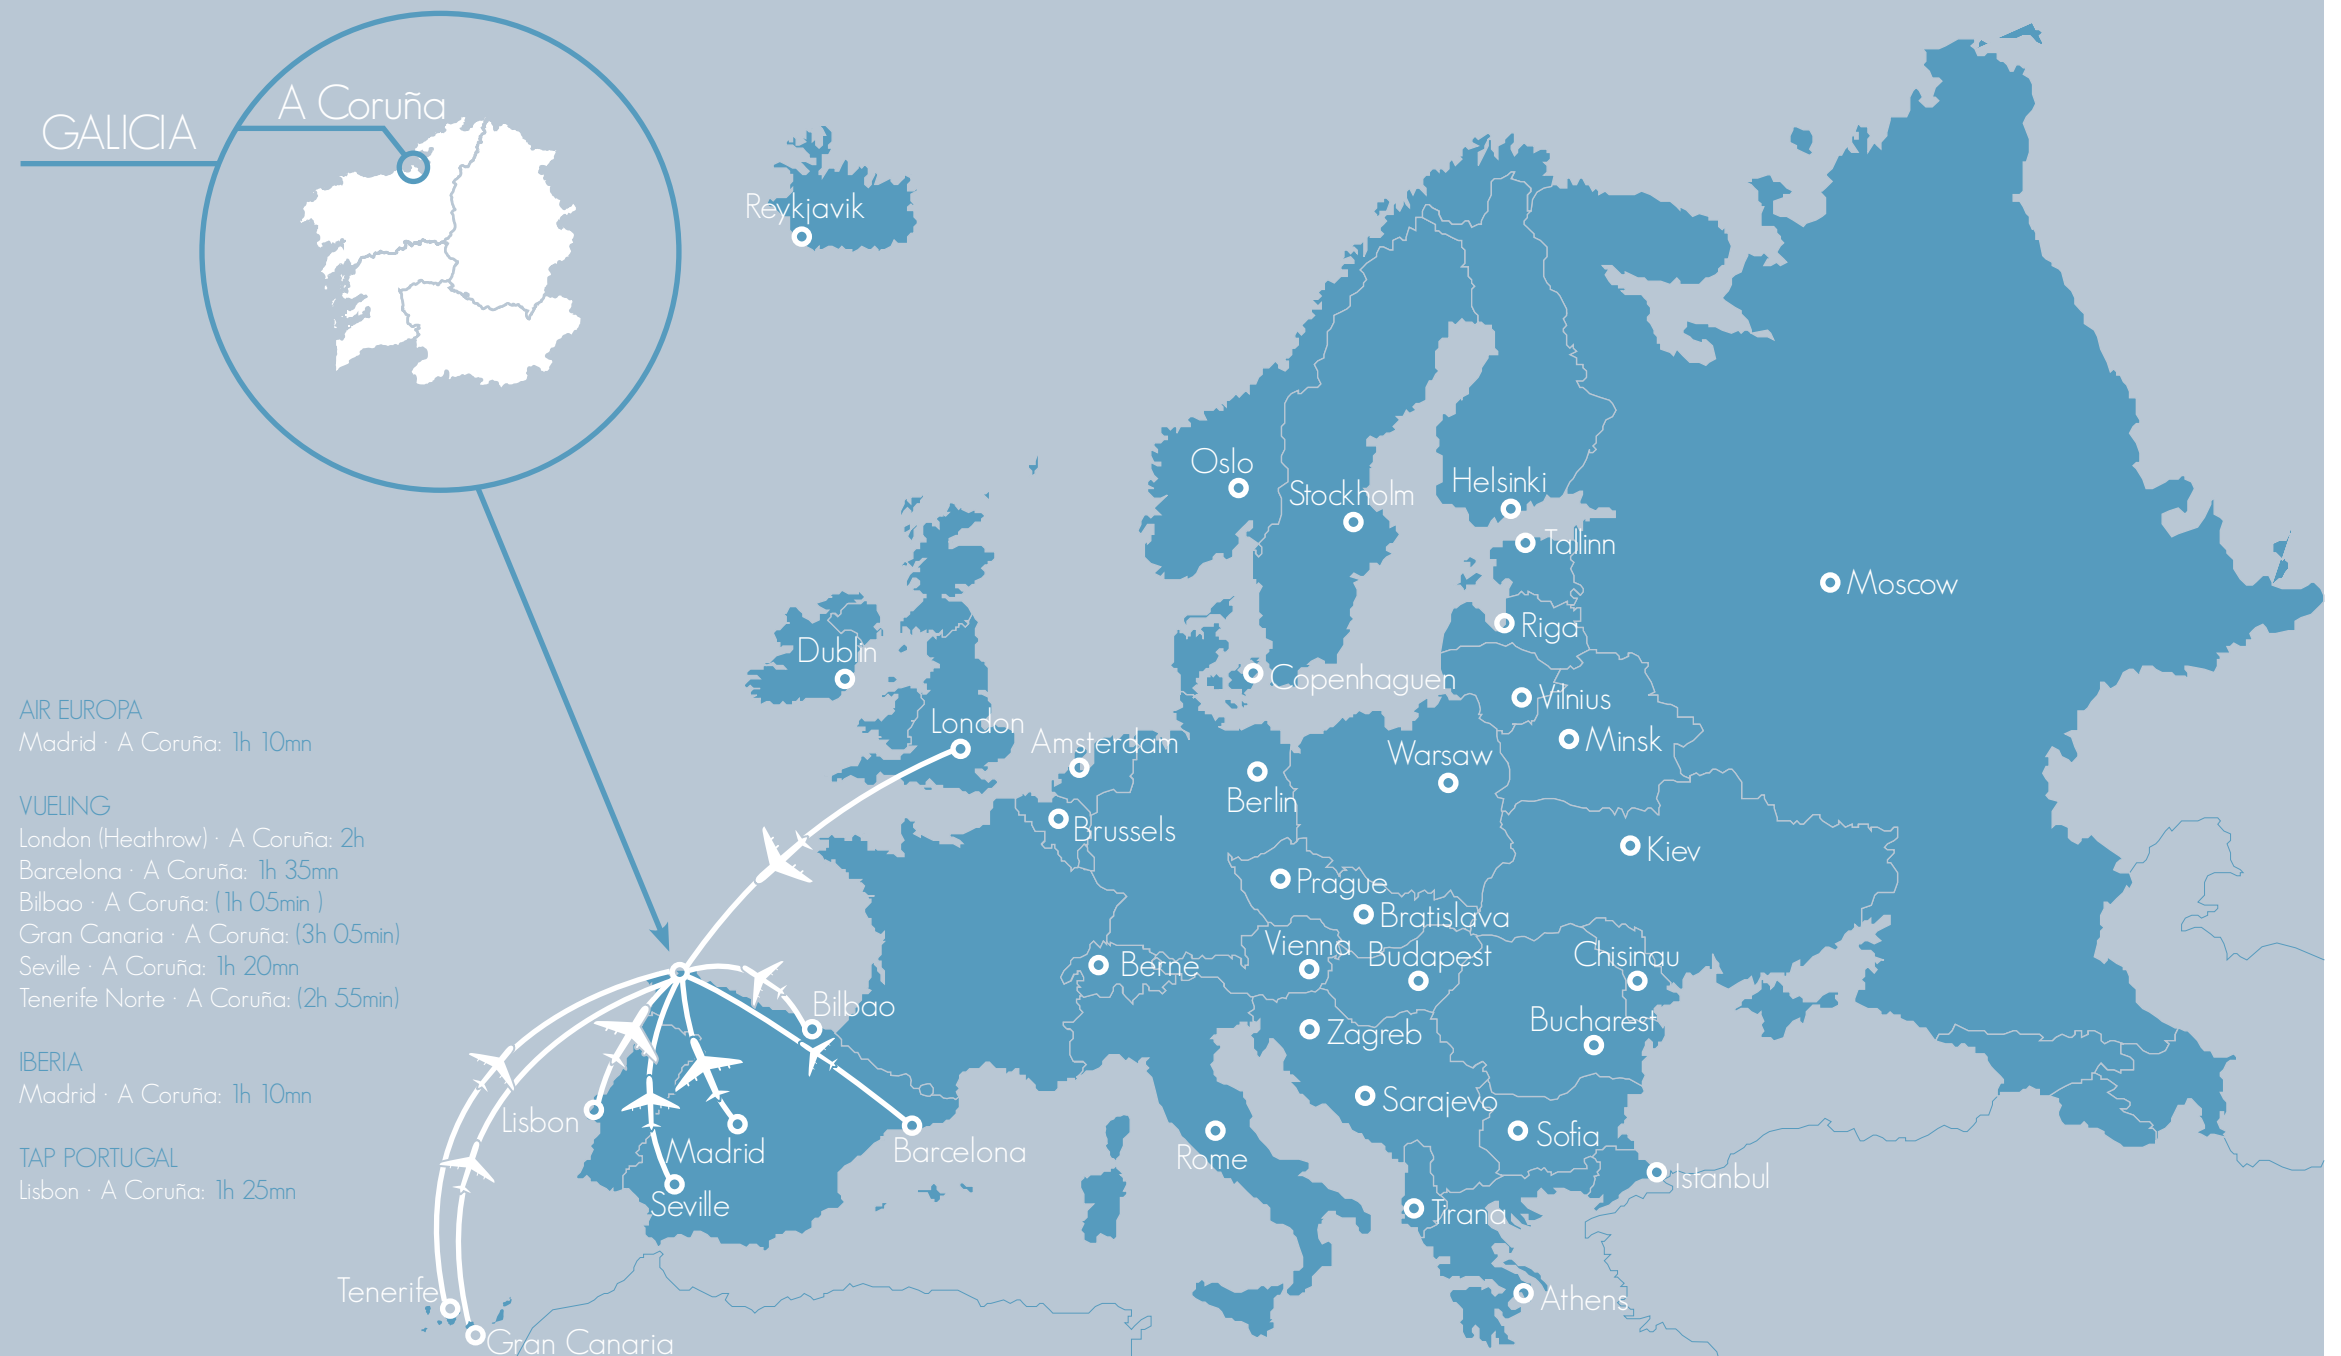 A Coruña
GALICIA
Reykjavik
Oslo
Stockholm
Helsinki
Tallinn
Moscow
Riga
Dublin
Copenhaguen
Vilnius
London
Amsterdam
Minsk
Warsaw
Berlin
Brussels
Kiev
Prague
Bratislava
Vienna
Budapest
Chisinau
Berne
Bilbao
Bucharest
Zagreb
Sarajevo
Lisbon
Sofia
Madrid
Barcelona
Rome
Istanbul
Seville
Tirana
Tenerife
Athens
Gran Canaria
AIR EUROPA
Madrid · A Coruña: 1h 10mn
VUELING
London (Heathrow) · A Coruña: 2h
Barcelona · A Coruña: 1h 35mn
Bilbao · A Coruña: (1h 05min )
Gran Canaria · A Coruña: (3h 05min)
Seville · A Coruña: 1h 20mn
Tenerife Norte · A Coruña: (2h 55min)
IBERIA
Madrid · A Coruña: 1h 10mn
TAP PORTUGAL
Lisbon · A Coruña: 1h 25mn